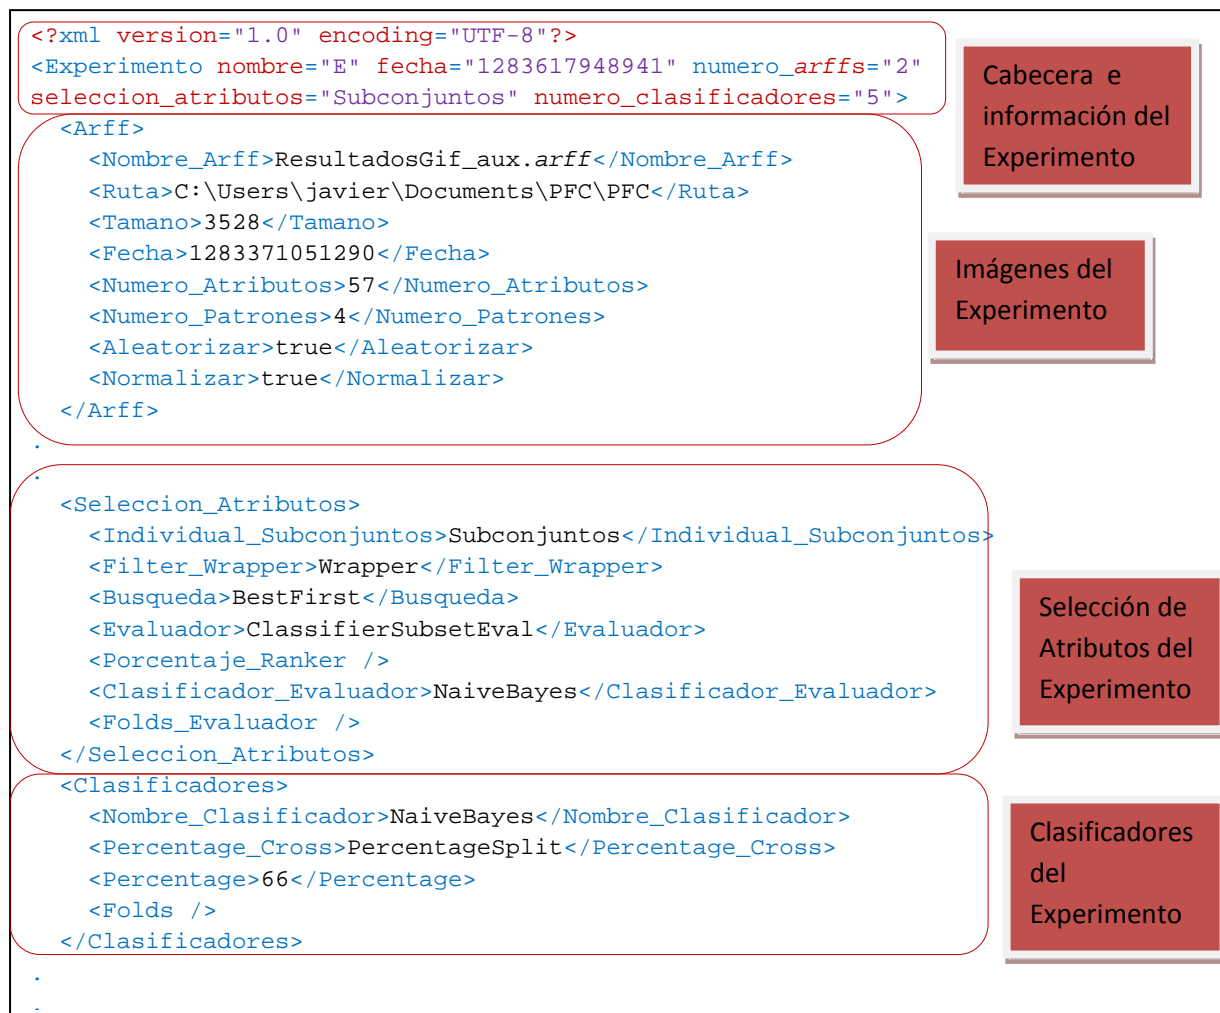 <?xml version="1.0" encoding="UTF-8"?>
<Experimento nombre="E" fecha="1283617948941" numero_arffs="2"
seleccion_atributos="Subconjuntos" numero_clasificadores="5">
Cabecera e
información del
Experimento
<Arff>
<Nombre_Arff>ResultadosGif_aux.arff</Nombre_Arff>
<Ruta>C:\Users\javier\Documents\PFC\PFC</Ruta>
<Tamano>3528</Tamano>
<Fecha>1283371051290</Fecha>
<Numero_Atributos>57</Numero_Atributos>
<Numero_Patrones>4</Numero_Patrones>
<Aleatorizar>true</Aleatorizar>
<Normalizar>true</Normalizar>
</Arff>
Imágenes del
Experimento
.
.
<Seleccion_Atributos>
<Individual_Subconjuntos>Subconjuntos</Individual_Subconjuntos>
<Filter_Wrapper>Wrapper</Filter_Wrapper>
<Busqueda>BestFirst</Busqueda>
<Evaluador>ClassifierSubsetEval</Evaluador>
<Porcentaje_Ranker />
<Clasificador_Evaluador>NaiveBayes</Clasificador_Evaluador>
<Folds_Evaluador />
</Seleccion_Atributos>
Selección de
Atributos del
Experimento
<Clasificadores>
<Nombre_Clasificador>NaiveBayes</Nombre_Clasificador>
<Percentage_Cross>PercentageSplit</Percentage_Cross>
<Percentage>66</Percentage>
<Folds />
</Clasificadores>
Clasificadores
del
Experimento
.
.